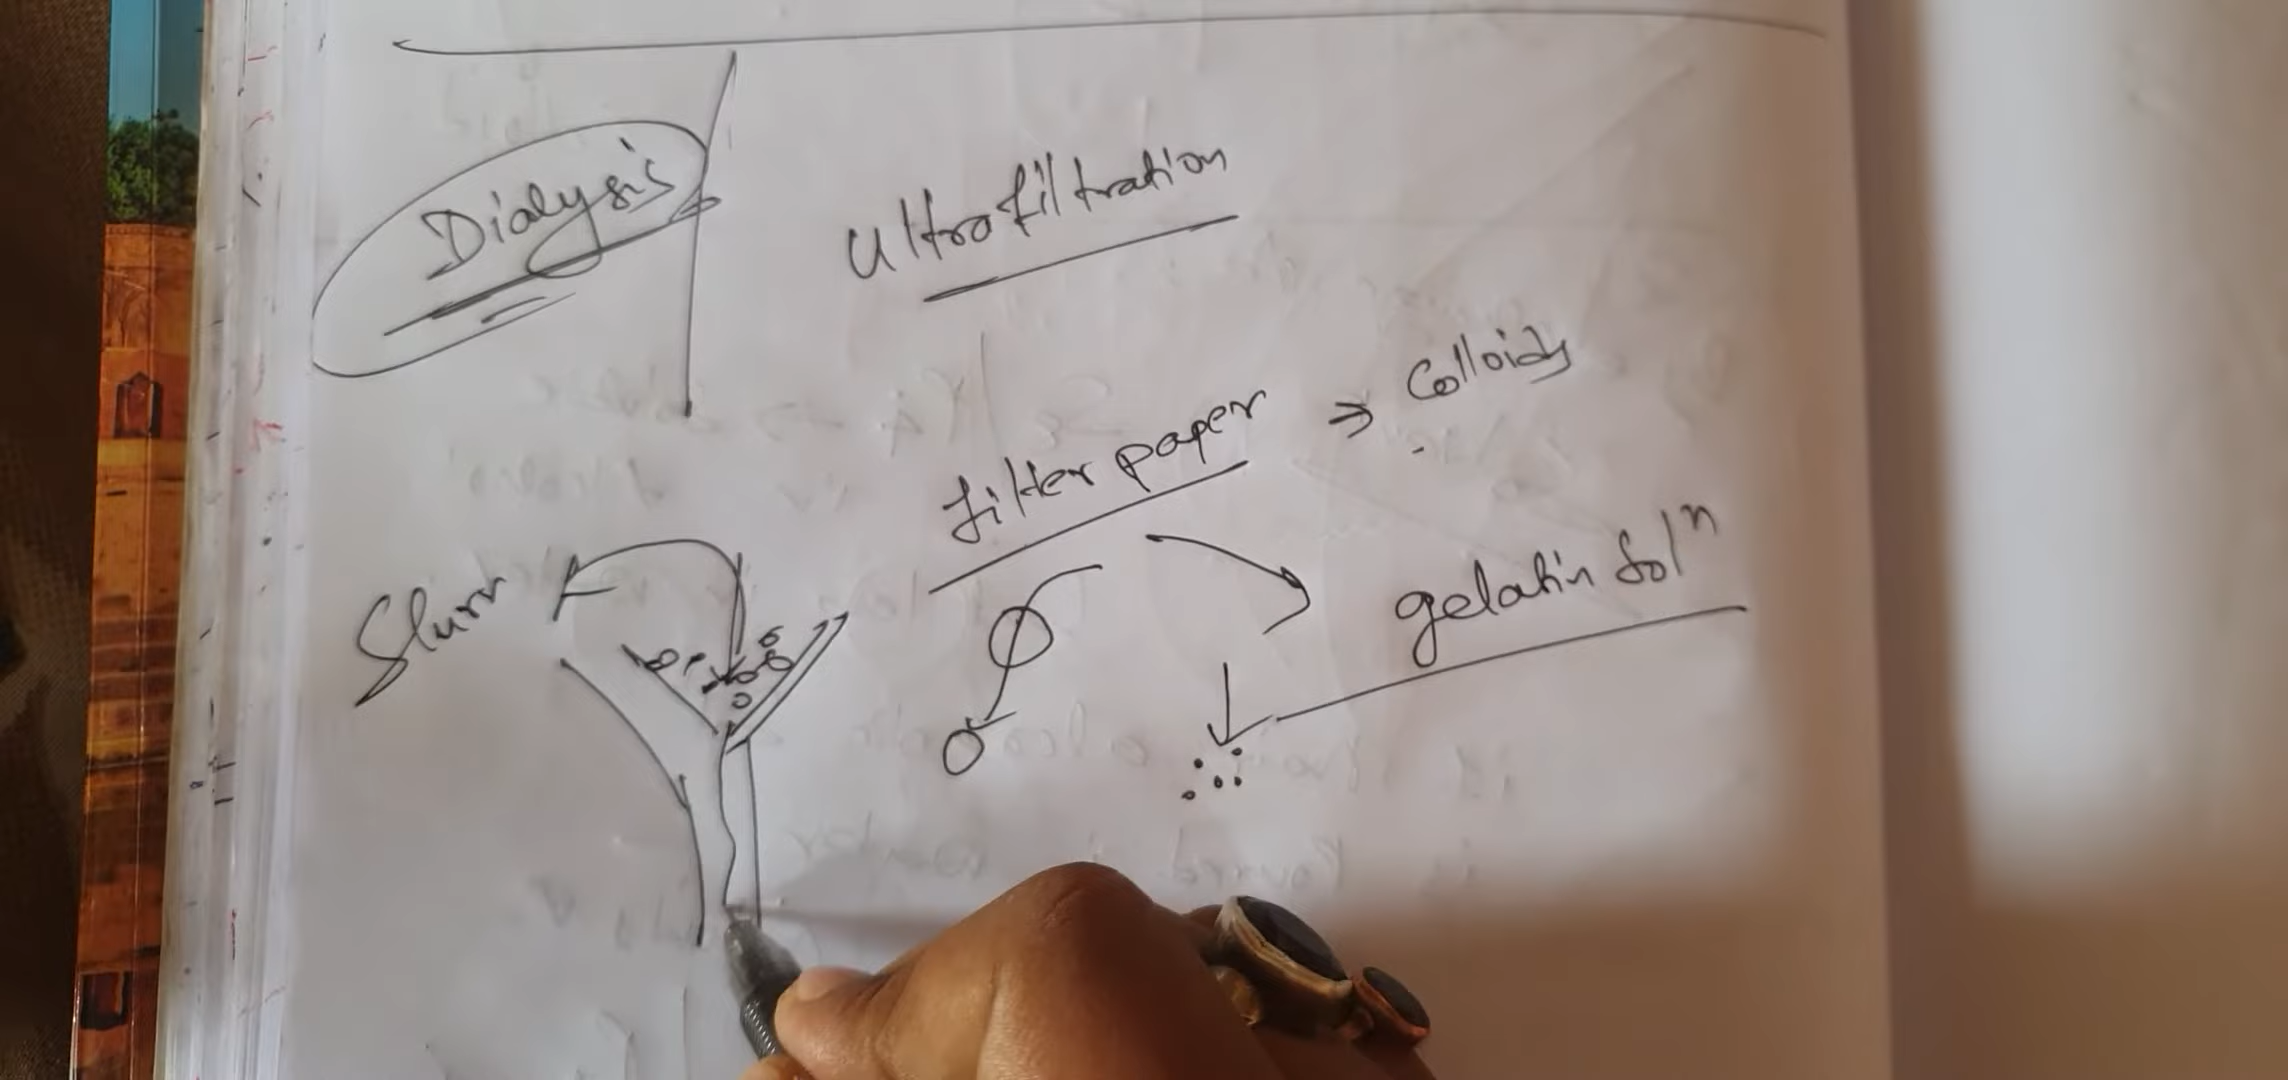 Dialysis
Ultrafiltration
filter paper → Colloids
gelatin solⁿ
Slurr